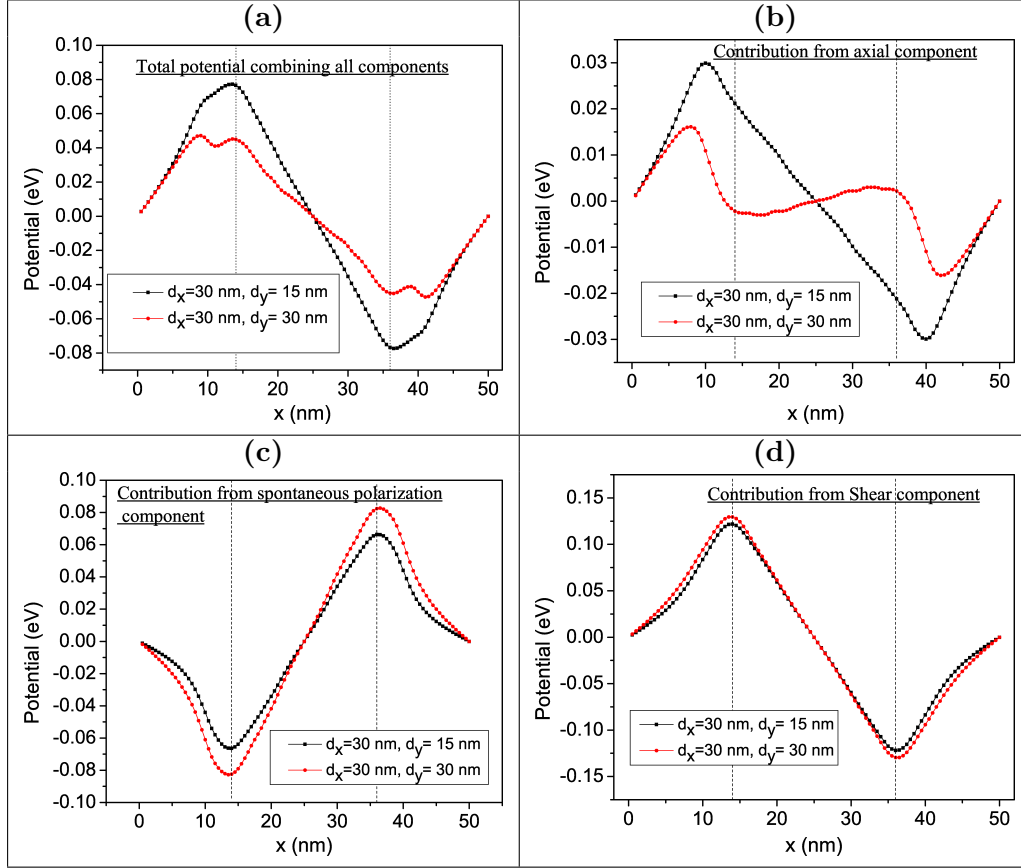 (a)
Total potential combining all components
0.10
0.08
0.06
0.04
0.02
0.00
-0.02
-0.04
-0.06
-0.08
Potential (eV)
dx=30 nm, dy= 15 nm
dx=30 nm, dy= 30 nm
0 10 20 30 40 50
x (nm)
(b)
Contribution from axial component
0.03
0.02
0.01
0.00
-0.01
-0.02
-0.03
Potential (eV)
dx=30 nm, dy= 15 nm
dx=30 nm, dy= 30 nm
0 10 20 30 40 50
x (nm)
(c)
Contribution from spontaneous polarization
component
0.10
0.08
0.06
0.04
0.02
0.00
-0.02
-0.04
-0.06
-0.08
-0.10
Potential (eV)
dx=30 nm, dy= 15 nm
dx=30 nm, dy= 30 nm
0 10 20 30 40 50
x (nm)
(d)
Contribution from Shear component
0.15
0.10
0.05
0.00
-0.05
-0.10
-0.15
Potential (eV)
dx=30 nm, dy= 15 nm
dx=30 nm, dy= 30 nm
0 10 20 30 40 50
x (nm)